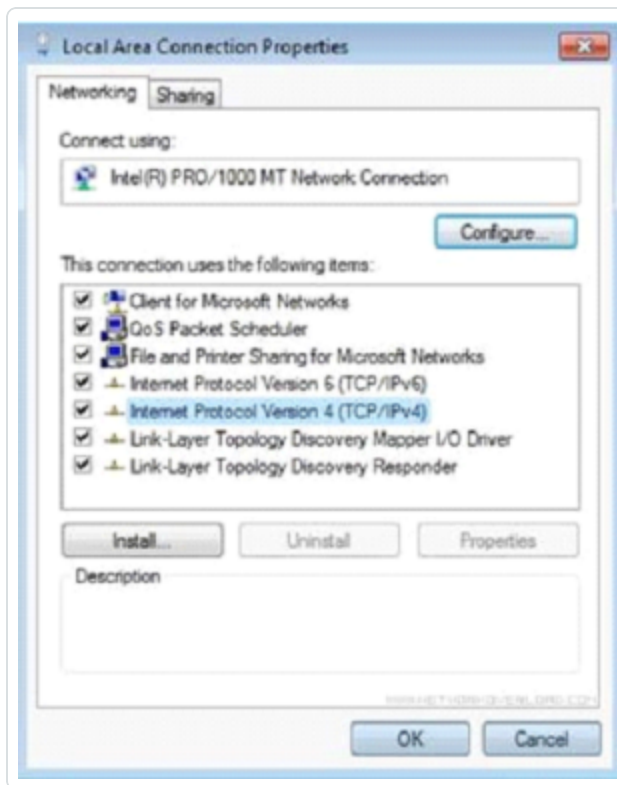 Local Area Connection Properties
Networking Sharing
Connect using:
Intel(R) PRO/1000 MT Network Connection
Configure...
This connection uses the following items:
Client for Microsoft Networks
QoS Packet Scheduler
File and Printer Sharing for Microsoft Networks
Internet Protocol Version 6 (TCP/IPv6)
Internet Protocol Version 4 (TCP/IPv4)
Link-Layer Topology Discovery Mapper I/O Driver
Link-Layer Topology Discovery Responder
Install... Uninstall Properties
Description
OK Cancel